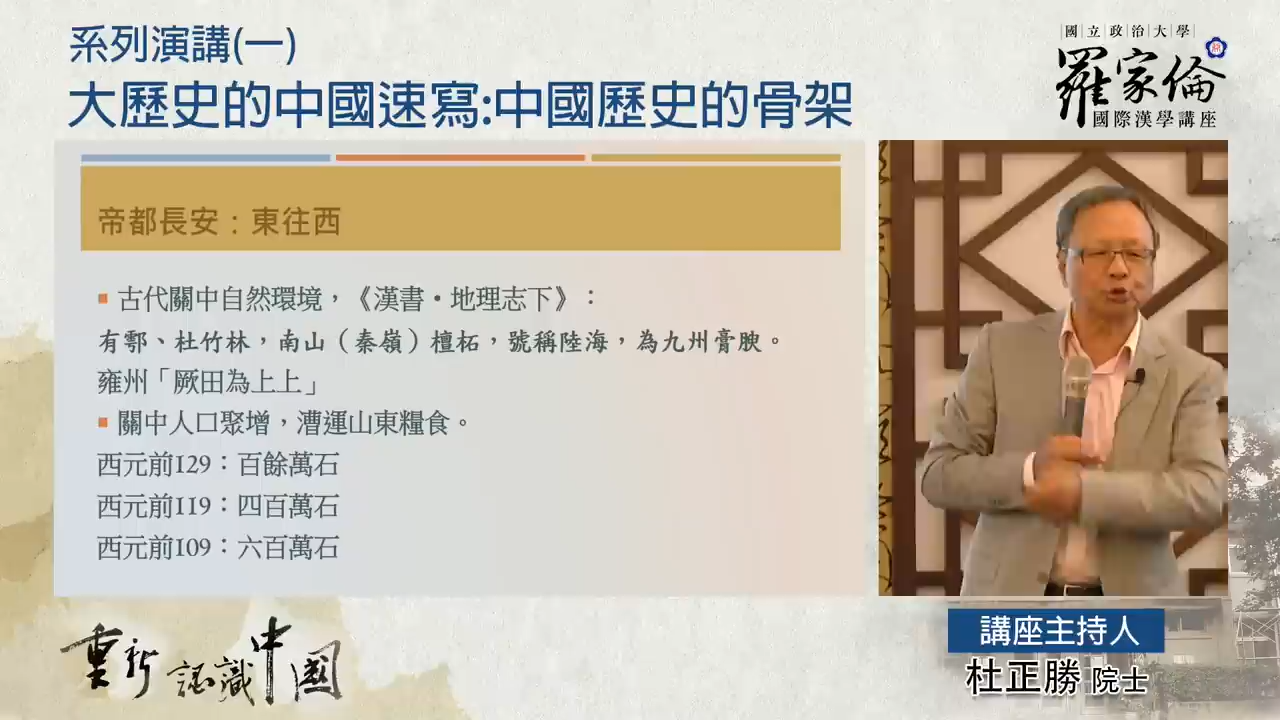 系列演講(一)
大歷史的中國速寫:中國歷史的骨架
國立政治大學
羅家倫
國際漢學講座
帝都長安：東往西
▪ 古代關中自然環境，《漢書・地理志下》：
有鄠、杜竹林，南山（秦嶺）檀柘，號稱陸海，為九州膏腴。
雍州「厥田為上上」
▪ 關中人口聚增，漕運山東糧食。
西元前129：百餘萬石
西元前119：四百萬石
西元前109：六百萬石
重新認識中國
講座主持人
杜正勝 院士